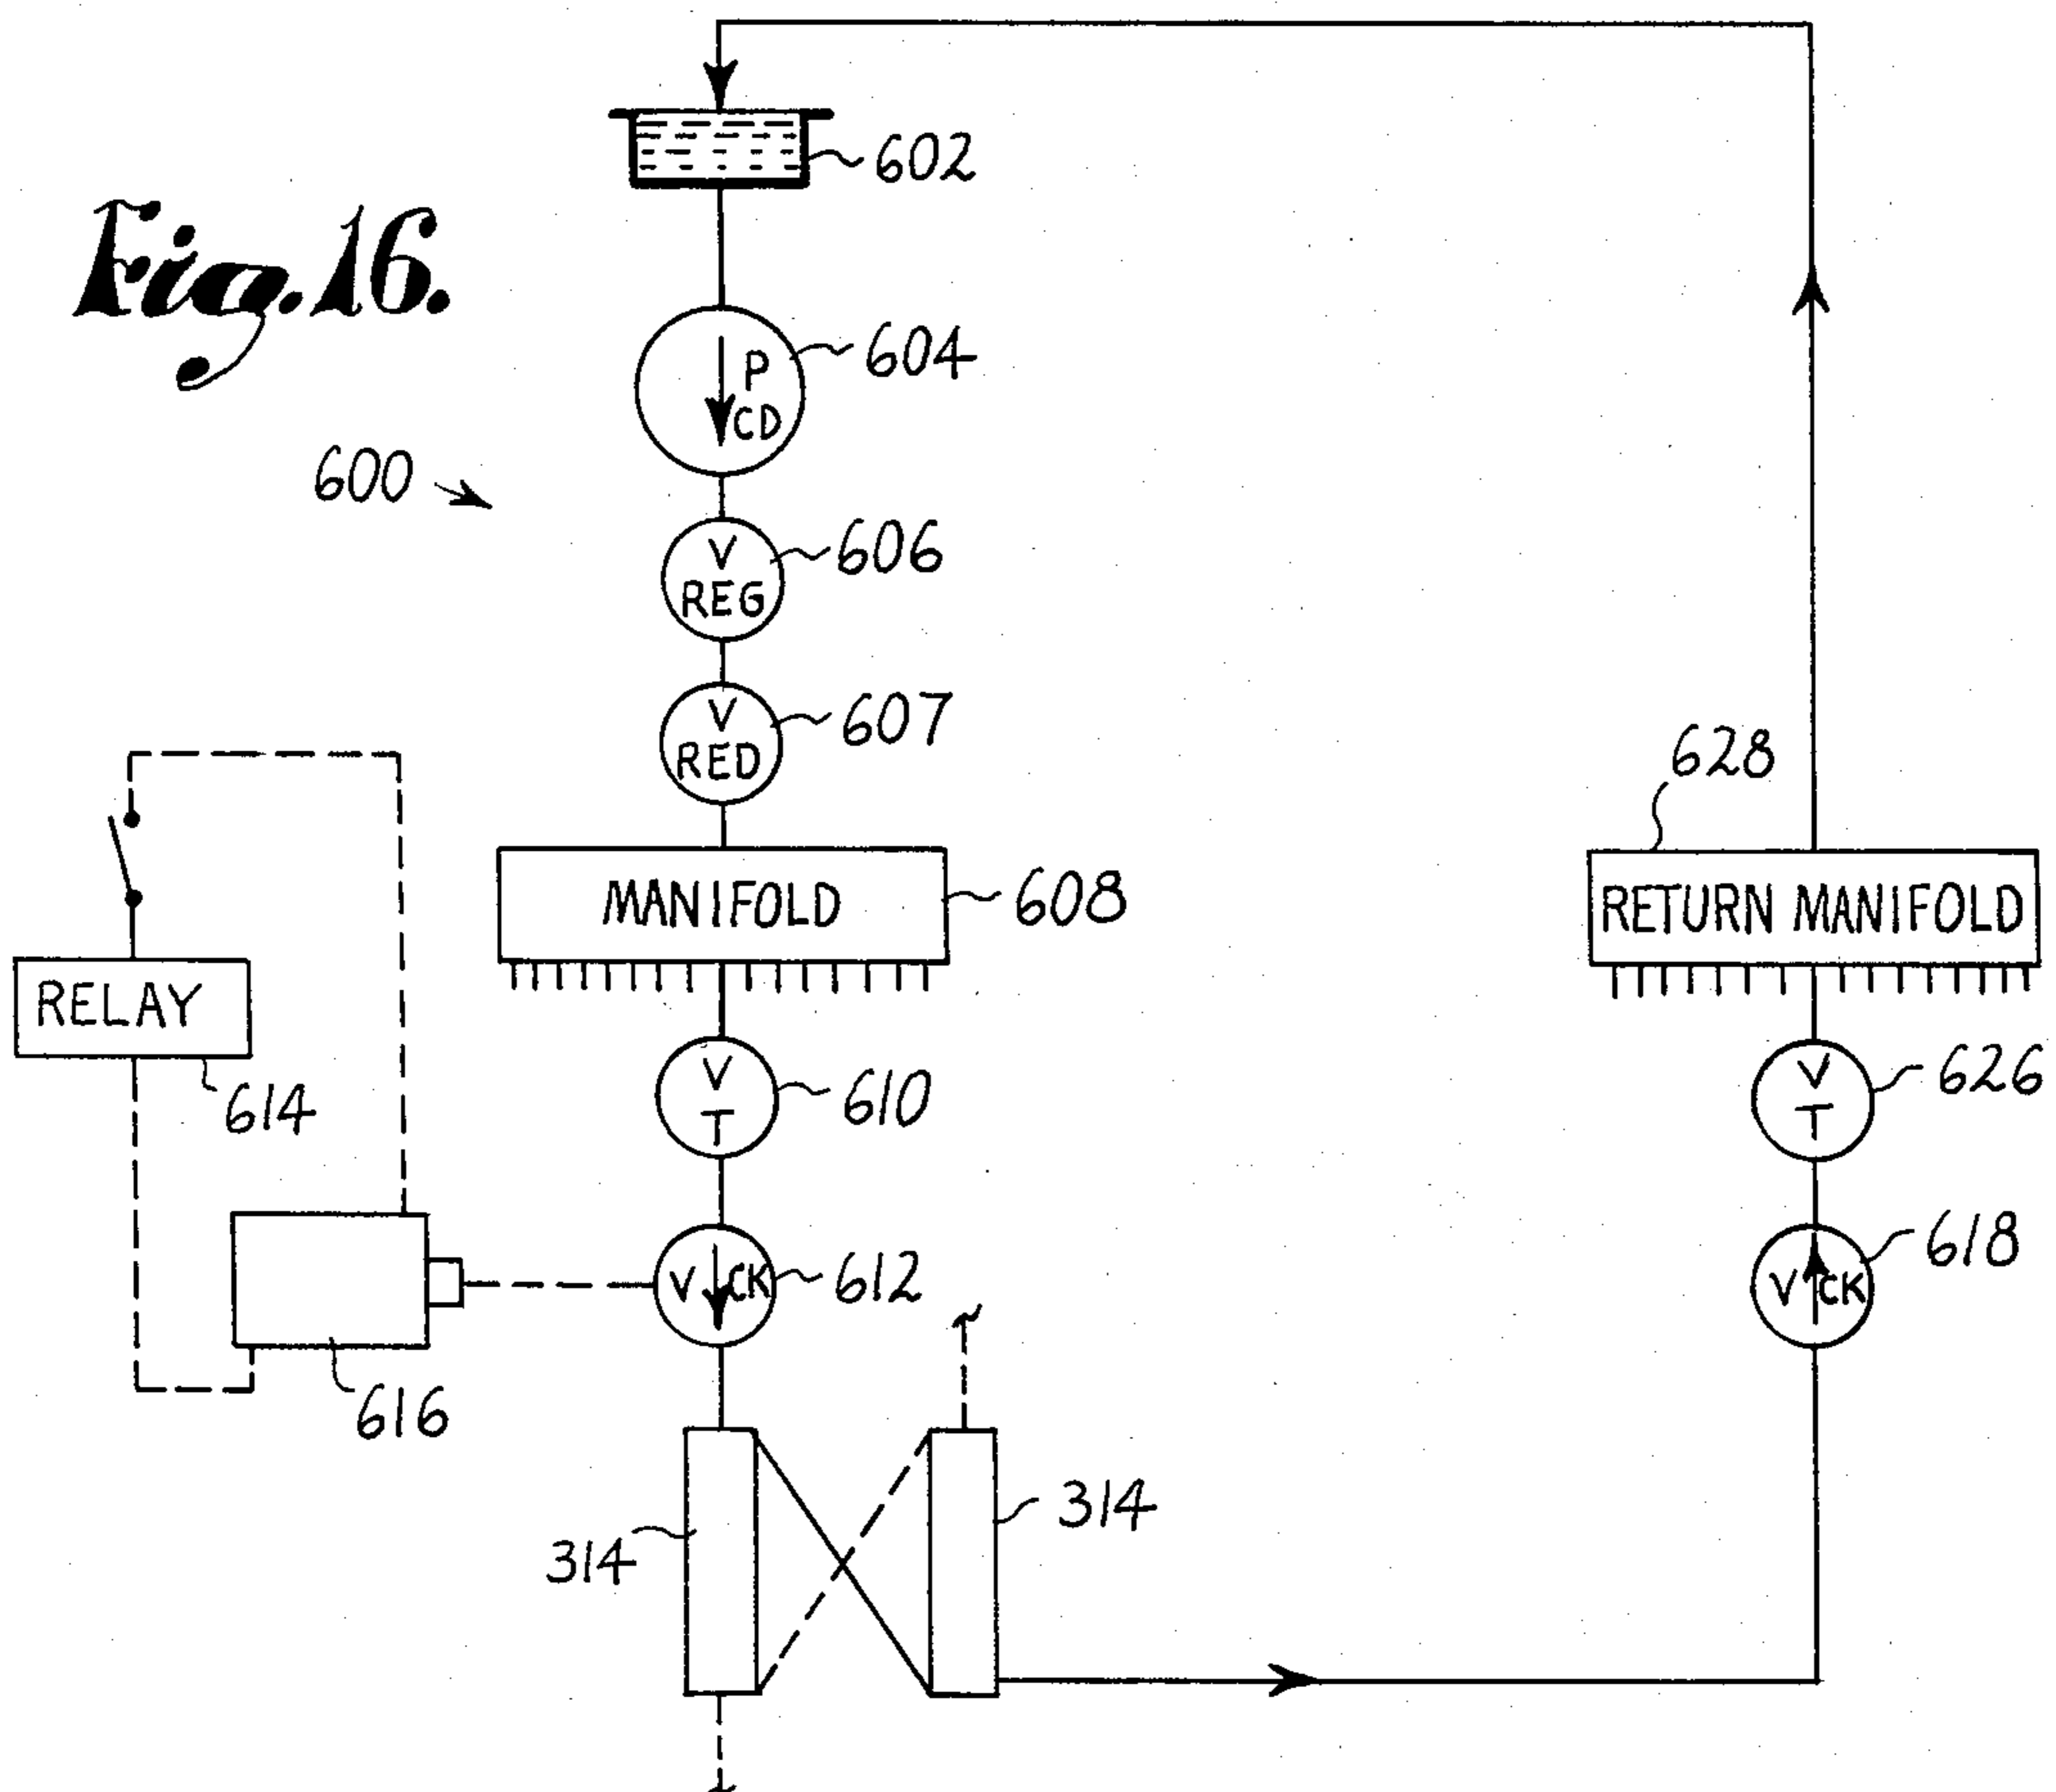 Fig. 16.
602
P
CD
604
600
V
REG
606
V
RED
607
628
MANIFOLD
608
RETURN MANIFOLD
RELAY
614
V
T
610
V
T
626
V CK
612
V CK
618
616
314
314